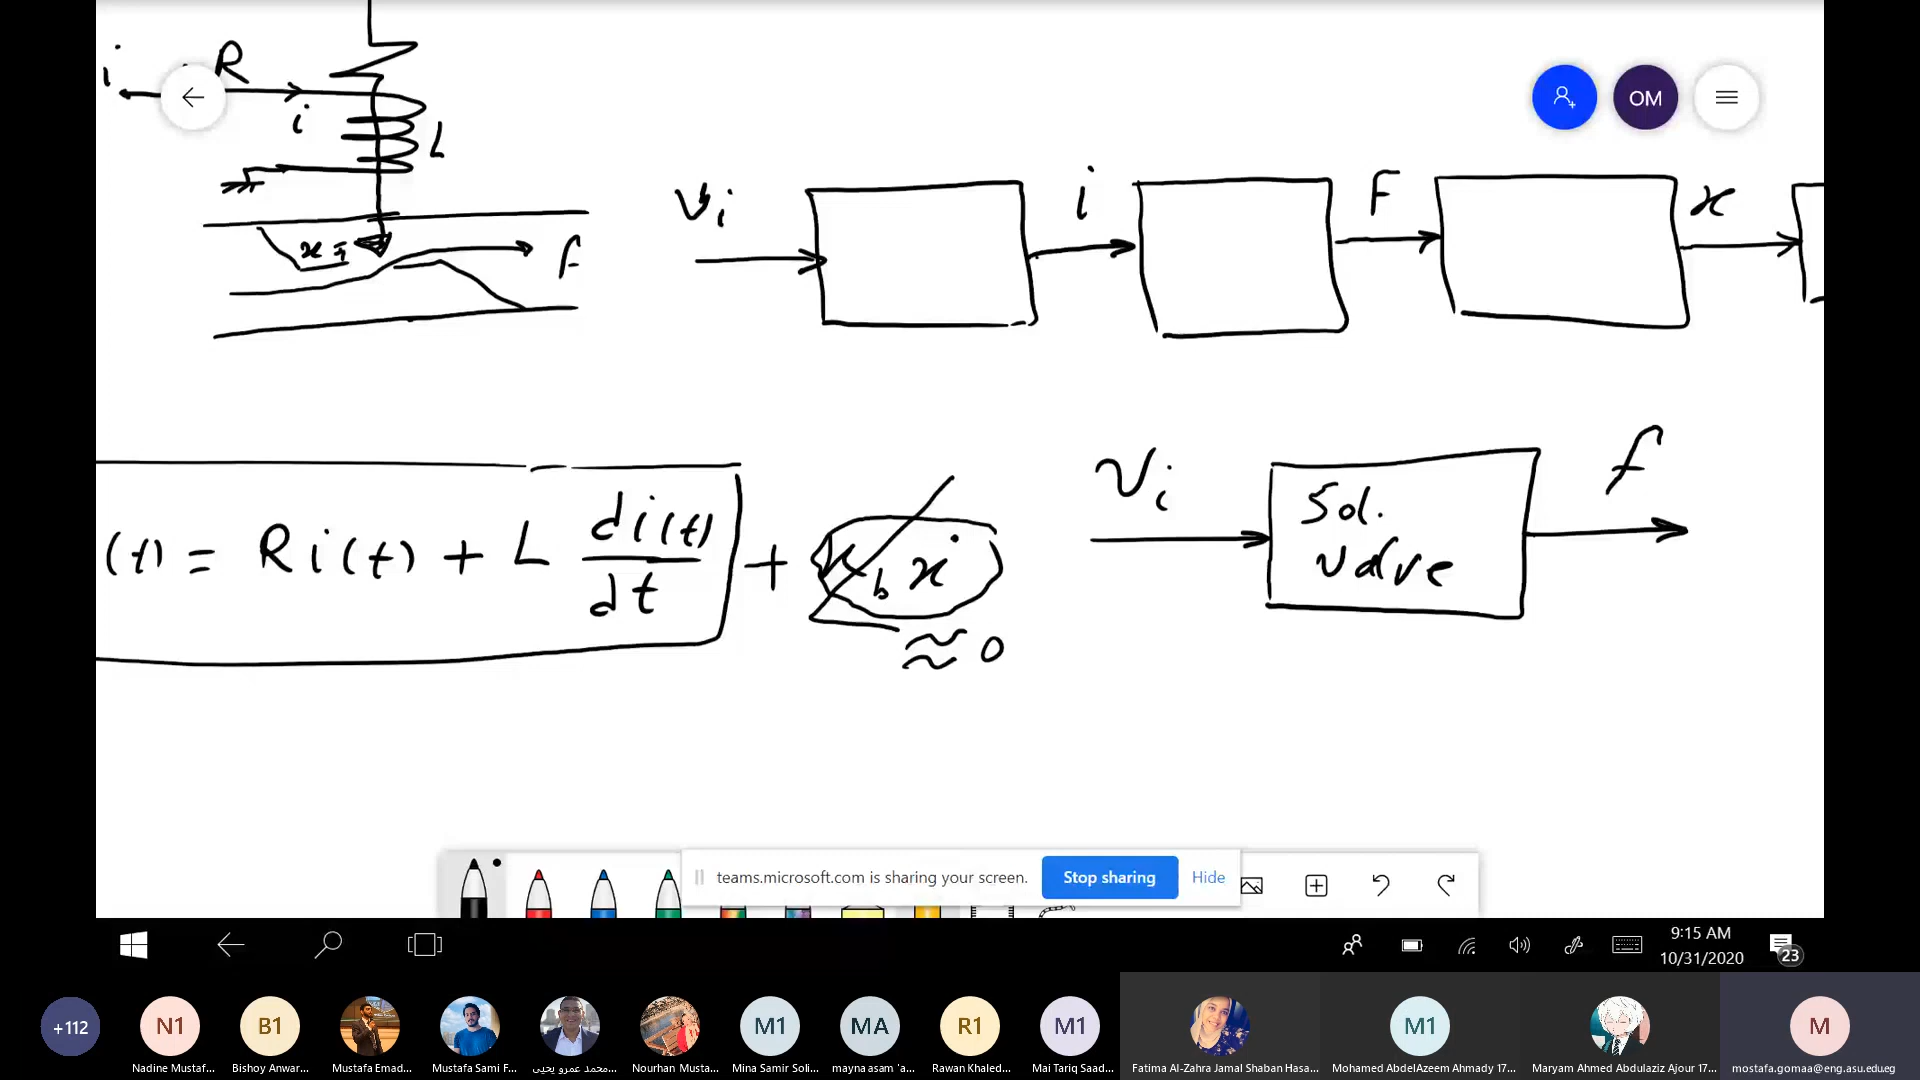 i
R
i
L
x
f
vi
i
F
x
OM
(t) = Ri(t) + L di(t)/dt + Kb ẋ
≈ 0
Vi
Sol.
valve
f
teams.microsoft.com is sharing your screen.
Stop sharing
Hide
9:15 AM
10/31/2020
23
+112
N1
B1
M1
MA
R1
M1
M1
M
Nadine Mustaf...
Bishoy Anwar...
Mustafa Emad...
Mustafa Sami F...
محمد عمرو يحيى...
Nourhan Musta...
Mina Samir Soli...
mayna asam 'a...
Rawan Khaled...
Mai Tariq Saad...
Fatima Al-Zahra Jamal Shaban Hasa...
Mohamed AbdelAzeem Ahmady 17...
Maryam Ahmed Abdulaziz Ajour 17...
mostafa.gomaa@eng.asu.edu.eg